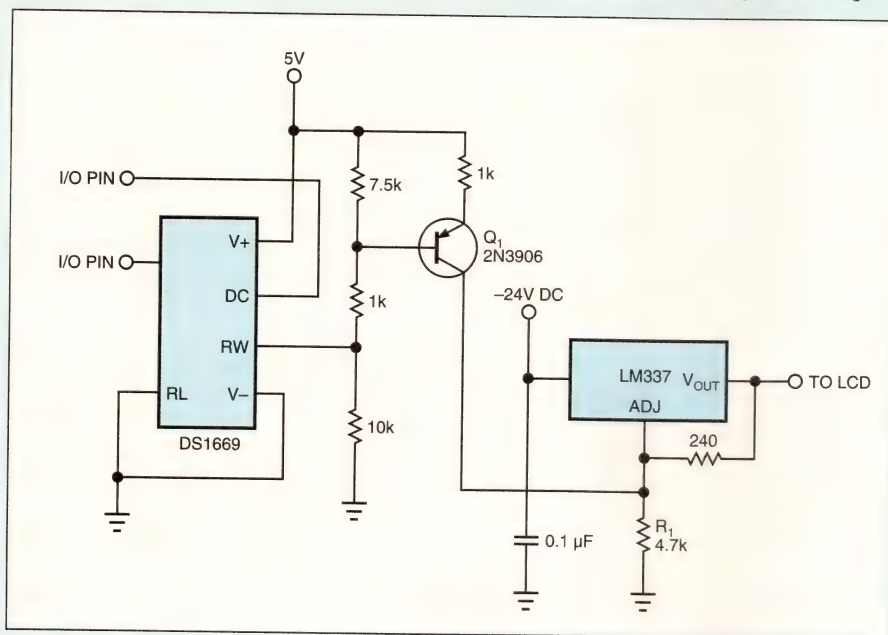 5V
I/O PIN
7.5k
1k
I/O PIN
V+
Q1
2N3906
DC
–24V DC
1k
RW
LM337
VOUT
TO LCD
RL
V–
ADJ
DS1669
10k
240
0.1 µF
R1
4.7k